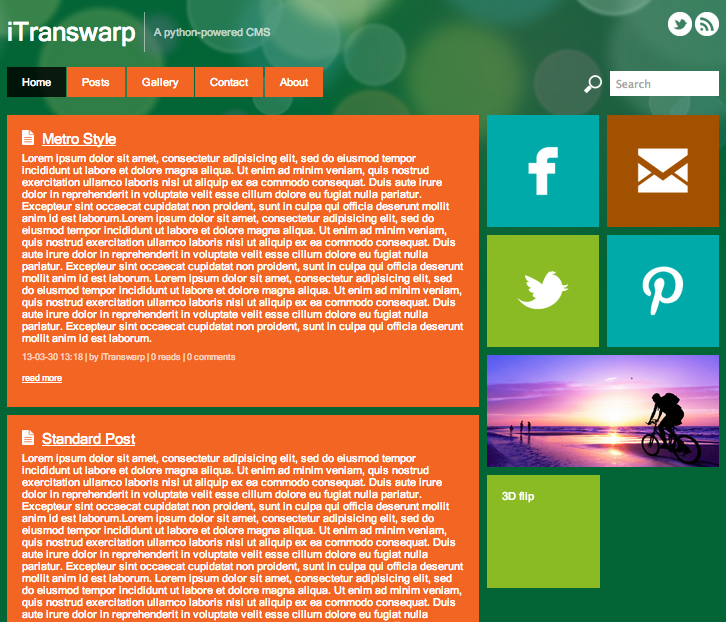 iTranswarp
A python-powered CMS
Home
Posts
Gallery
Contact
About
Search
Metro Style
Lorem ipsum dolor sit amet, consectetur adipisicing elit, sed do eiusmod tempor
incididunt ut labore et dolore magna aliqua. Ut enim ad minim veniam, quis nostrud
exercitation ullamco laboris nisi ut aliquip ex ea commodo consequat. Duis aute irure
dolor in reprehenderit in voluptate velit esse cillum dolore eu fugiat nulla pariatur.
Excepteur sint occaecat cupidatat non proident, sunt in culpa qui officia deserunt mollit
anim id est laborum.Lorem ipsum dolor sit amet, consectetur adipisicing elit, sed do
eiusmod tempor incididunt ut labore et dolore magna aliqua. Ut enim ad minim veniam,
quis nostrud exercitation ullamco laboris nisi ut aliquip ex ea commodo consequat. Duis
aute irure dolor in reprehenderit in voluptate velit esse cillum dolore eu fugiat nulla
pariatur. Excepteur sint occaecat cupidatat non proident, sunt in culpa qui officia deserunt
mollit anim id est laborum. Lorem ipsum dolor sit amet, consectetur adipisicing elit, sed
do eiusmod tempor incididunt ut labore et dolore magna aliqua. Ut enim ad minim
veniam, quis nostrud exercitation ullamco laboris nisi ut aliquip ex ea commodo
consequat. Duis aute irure dolor in reprehenderit in voluptate velit esse cillum dolore eu fugiat nulla
pariatur. Excepteur sint occaecat cupidatat non proident, sunt in culpa qui officia deserunt
mollit anim id est laborum.
13-03-30 13:18 | by iTranswarp | 0 reads | 0 comments
read more
Standard Post
Lorem ipsum dolor sit amet, consectetur adipisicing elit, sed do eiusmod tempor
incididunt ut labore et dolore magna aliqua. Ut enim ad minim veniam, quis nostrud
exercitation ullamco laboris nisi ut aliquip ex ea commodo consequat. Duis aute irure
dolor in reprehenderit in voluptate velit esse cillum dolore eu fugiat nulla pariatur.
Excepteur sint occaecat cupidatat non proident, sunt in culpa qui officia deserunt mollit
anim id est laborum.Lorem ipsum dolor sit amet, consectetur adipisicing elit, sed do
eiusmod tempor incididunt ut labore et dolore magna aliqua. Ut enim ad minim veniam,
quis nostrud exercitation ullamco laboris nisi ut aliquip ex ea commodo consequat. Duis
aute irure dolor in reprehenderit in voluptate velit esse cillum dolore eu fugiat nulla
pariatur. Excepteur sint occaecat cupidatat non proident, sunt in culpa qui officia deserunt
mollit anim id est laborum. Lorem ipsum dolor sit amet, consectetur adipisicing elit, sed
do eiusmod tempor incididunt ut labore et dolore magna aliqua. Ut enim ad minim
veniam, quis nostrud exercitation ullamco laboris nisi ut aliquip ex ea commodo
consequat. Duis aute irure dolor in reprehenderit in voluptate velit esse cillum dolore eu fugiat nulla
3D flip